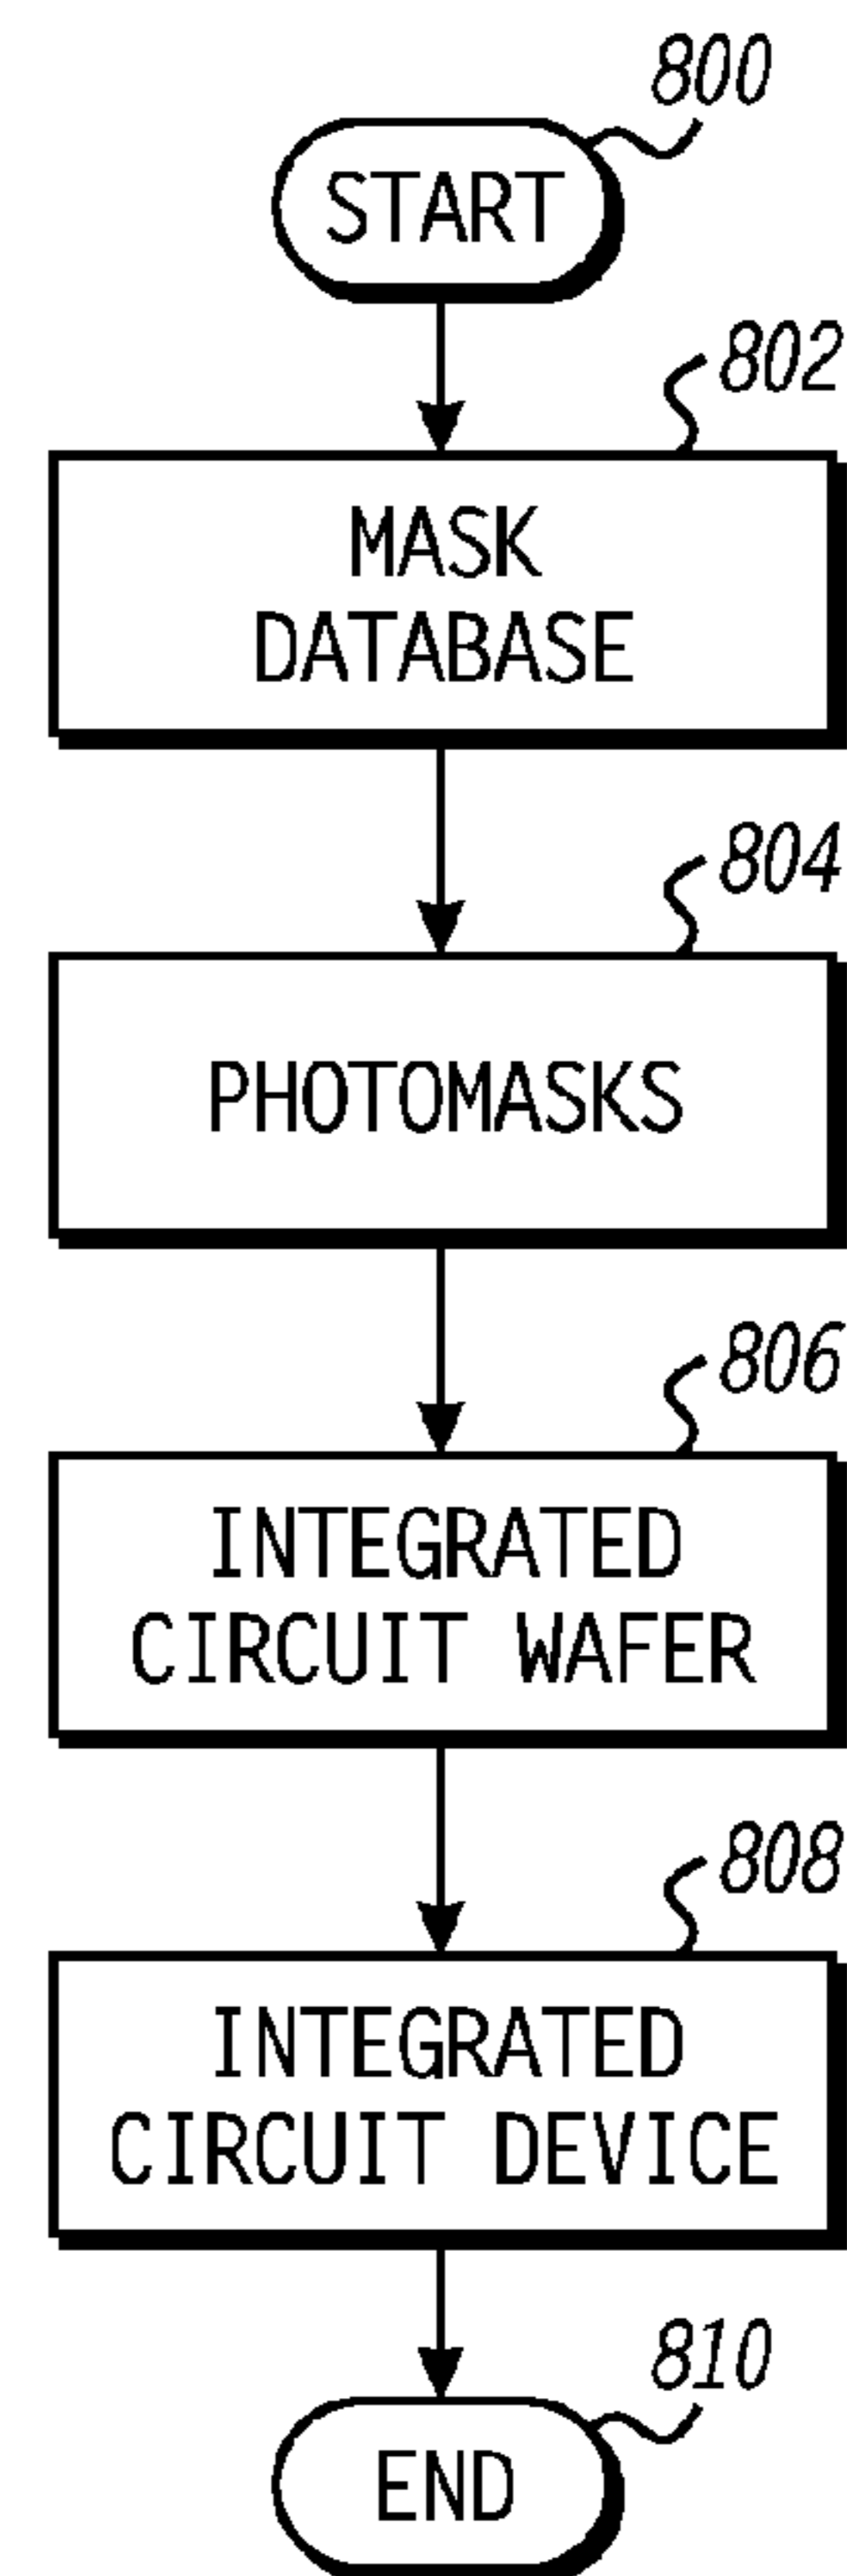 800
START
802
MASK
DATABASE
804
PHOTOMASKS
806
INTEGRATED
CIRCUIT WAFER
808
INTEGRATED
CIRCUIT DEVICE
810
END